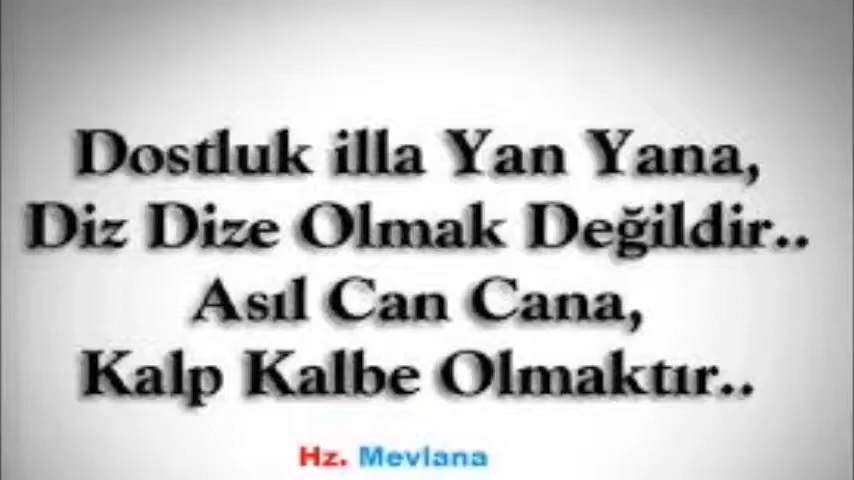 Dostluk illa Yan Yana,
Diz Dize Olmak Değildir..
Asıl Can Cana,
Kalp Kalbe Olmaktır..
Hz. Mevlana